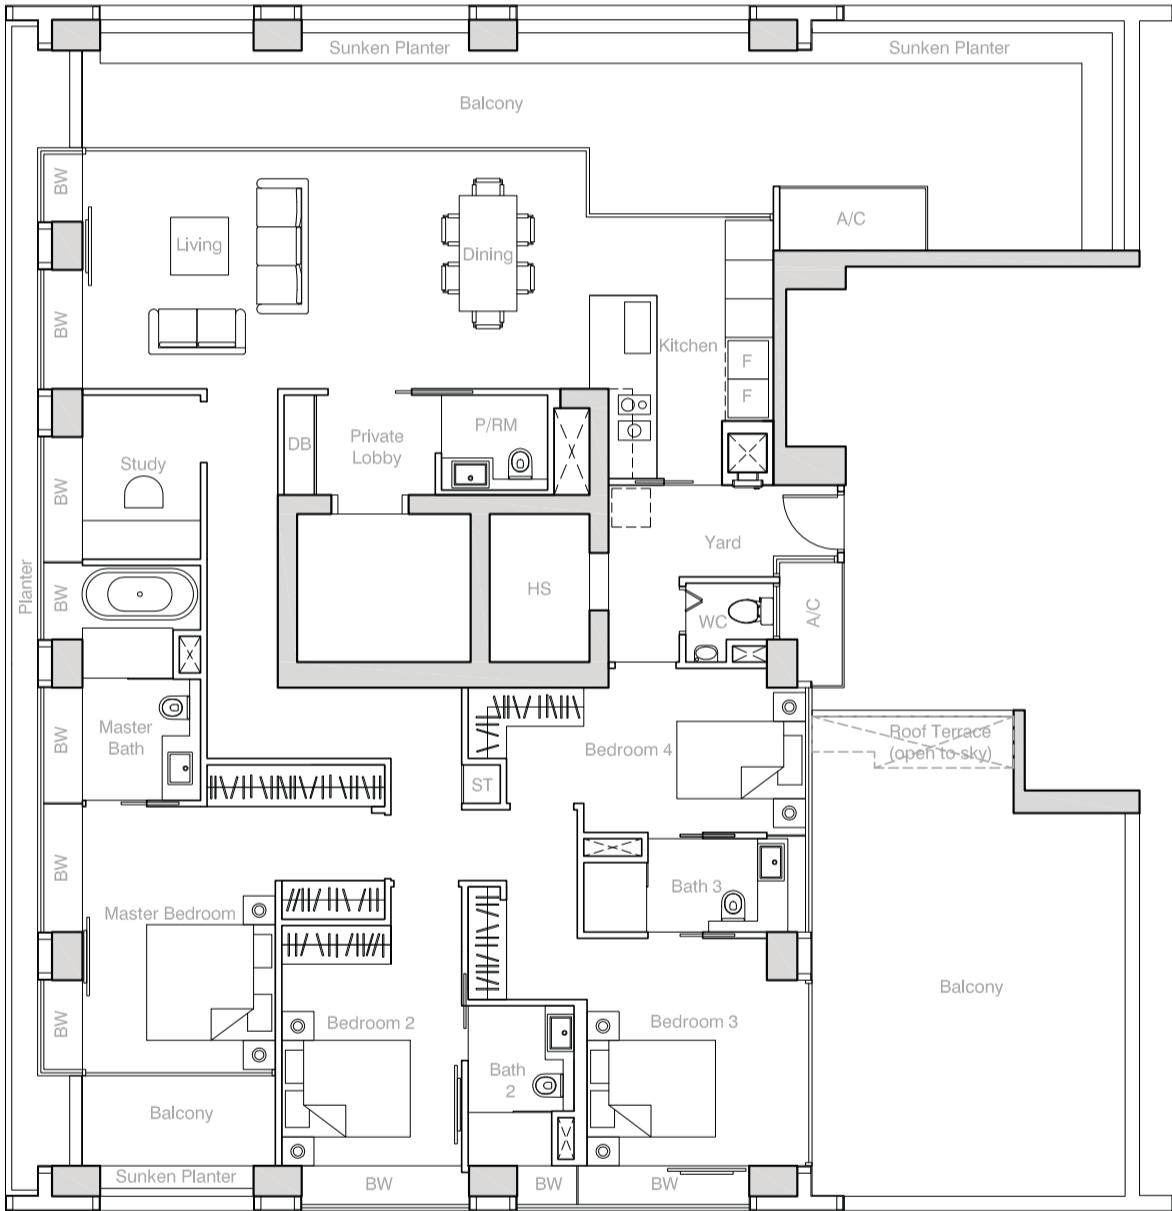 Sunken Planter
Sunken Planter
Balcony
BW
A/C
Living
Dining
BW
Kitchen
F
F
P/RM
DB
Private
Lobby
Study
BW
Yard
Planter
BW
HS
WC
A/C
Master
Bath
BW
Bedroom 4
Roof Terrace
(open to sky)
ST
BW
Bath 3
Master Bedroom
Balcony
BW
Bedroom 2
Bedroom 3
Bath
2
Balcony
Sunken Planter
BW
BW
BW